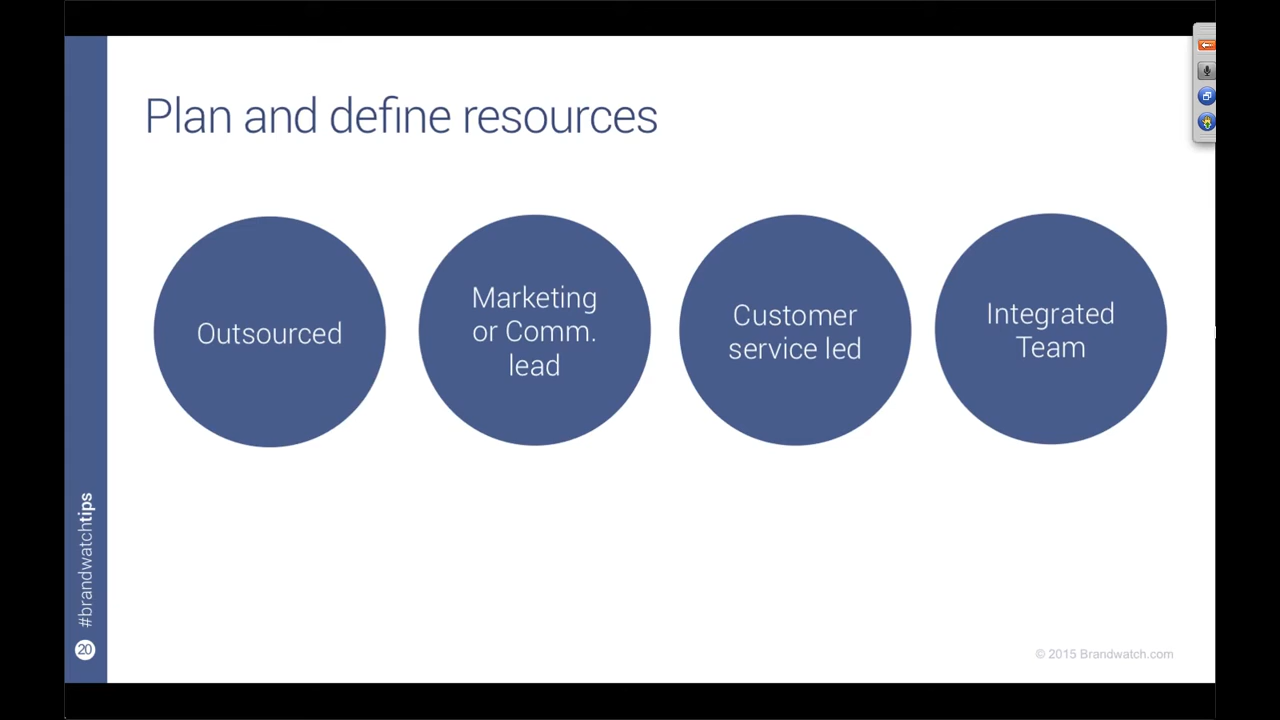 Plan and define resources
Outsourced
Marketing
or Comm.
lead
Customer
service led
Integrated
Team
#brandwatchtips
20
© 2015 Brandwatch.com